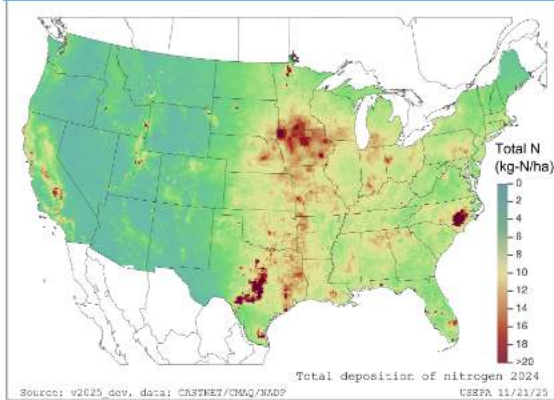 Total N
(kg-N/ha)
0
2
4
6
8
10
12
14
16
18
>20
Total deposition of nitrogen 2024
Source: v2025_dev, data: CASTNET/CMAQ/NADP
USEPA 11/21/25